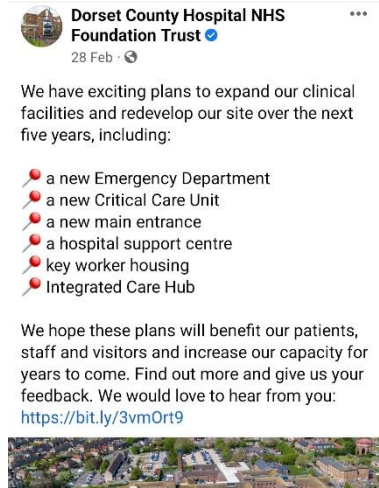 Dorset County Hospital NHS
Foundation Trust
28 Feb ·
We have exciting plans to expand our clinical
facilities and redevelop our site over the next
five years, including:
📍 a new Emergency Department
📍 a new Critical Care Unit
📍 a new main entrance
📍 a hospital support centre
📍 key worker housing
📍 Integrated Care Hub
We hope these plans will benefit our patients,
staff and visitors and increase our capacity for
years to come. Find out more and give us your
feedback. We would love to hear from you:
https://bit.ly/3vmOrt9